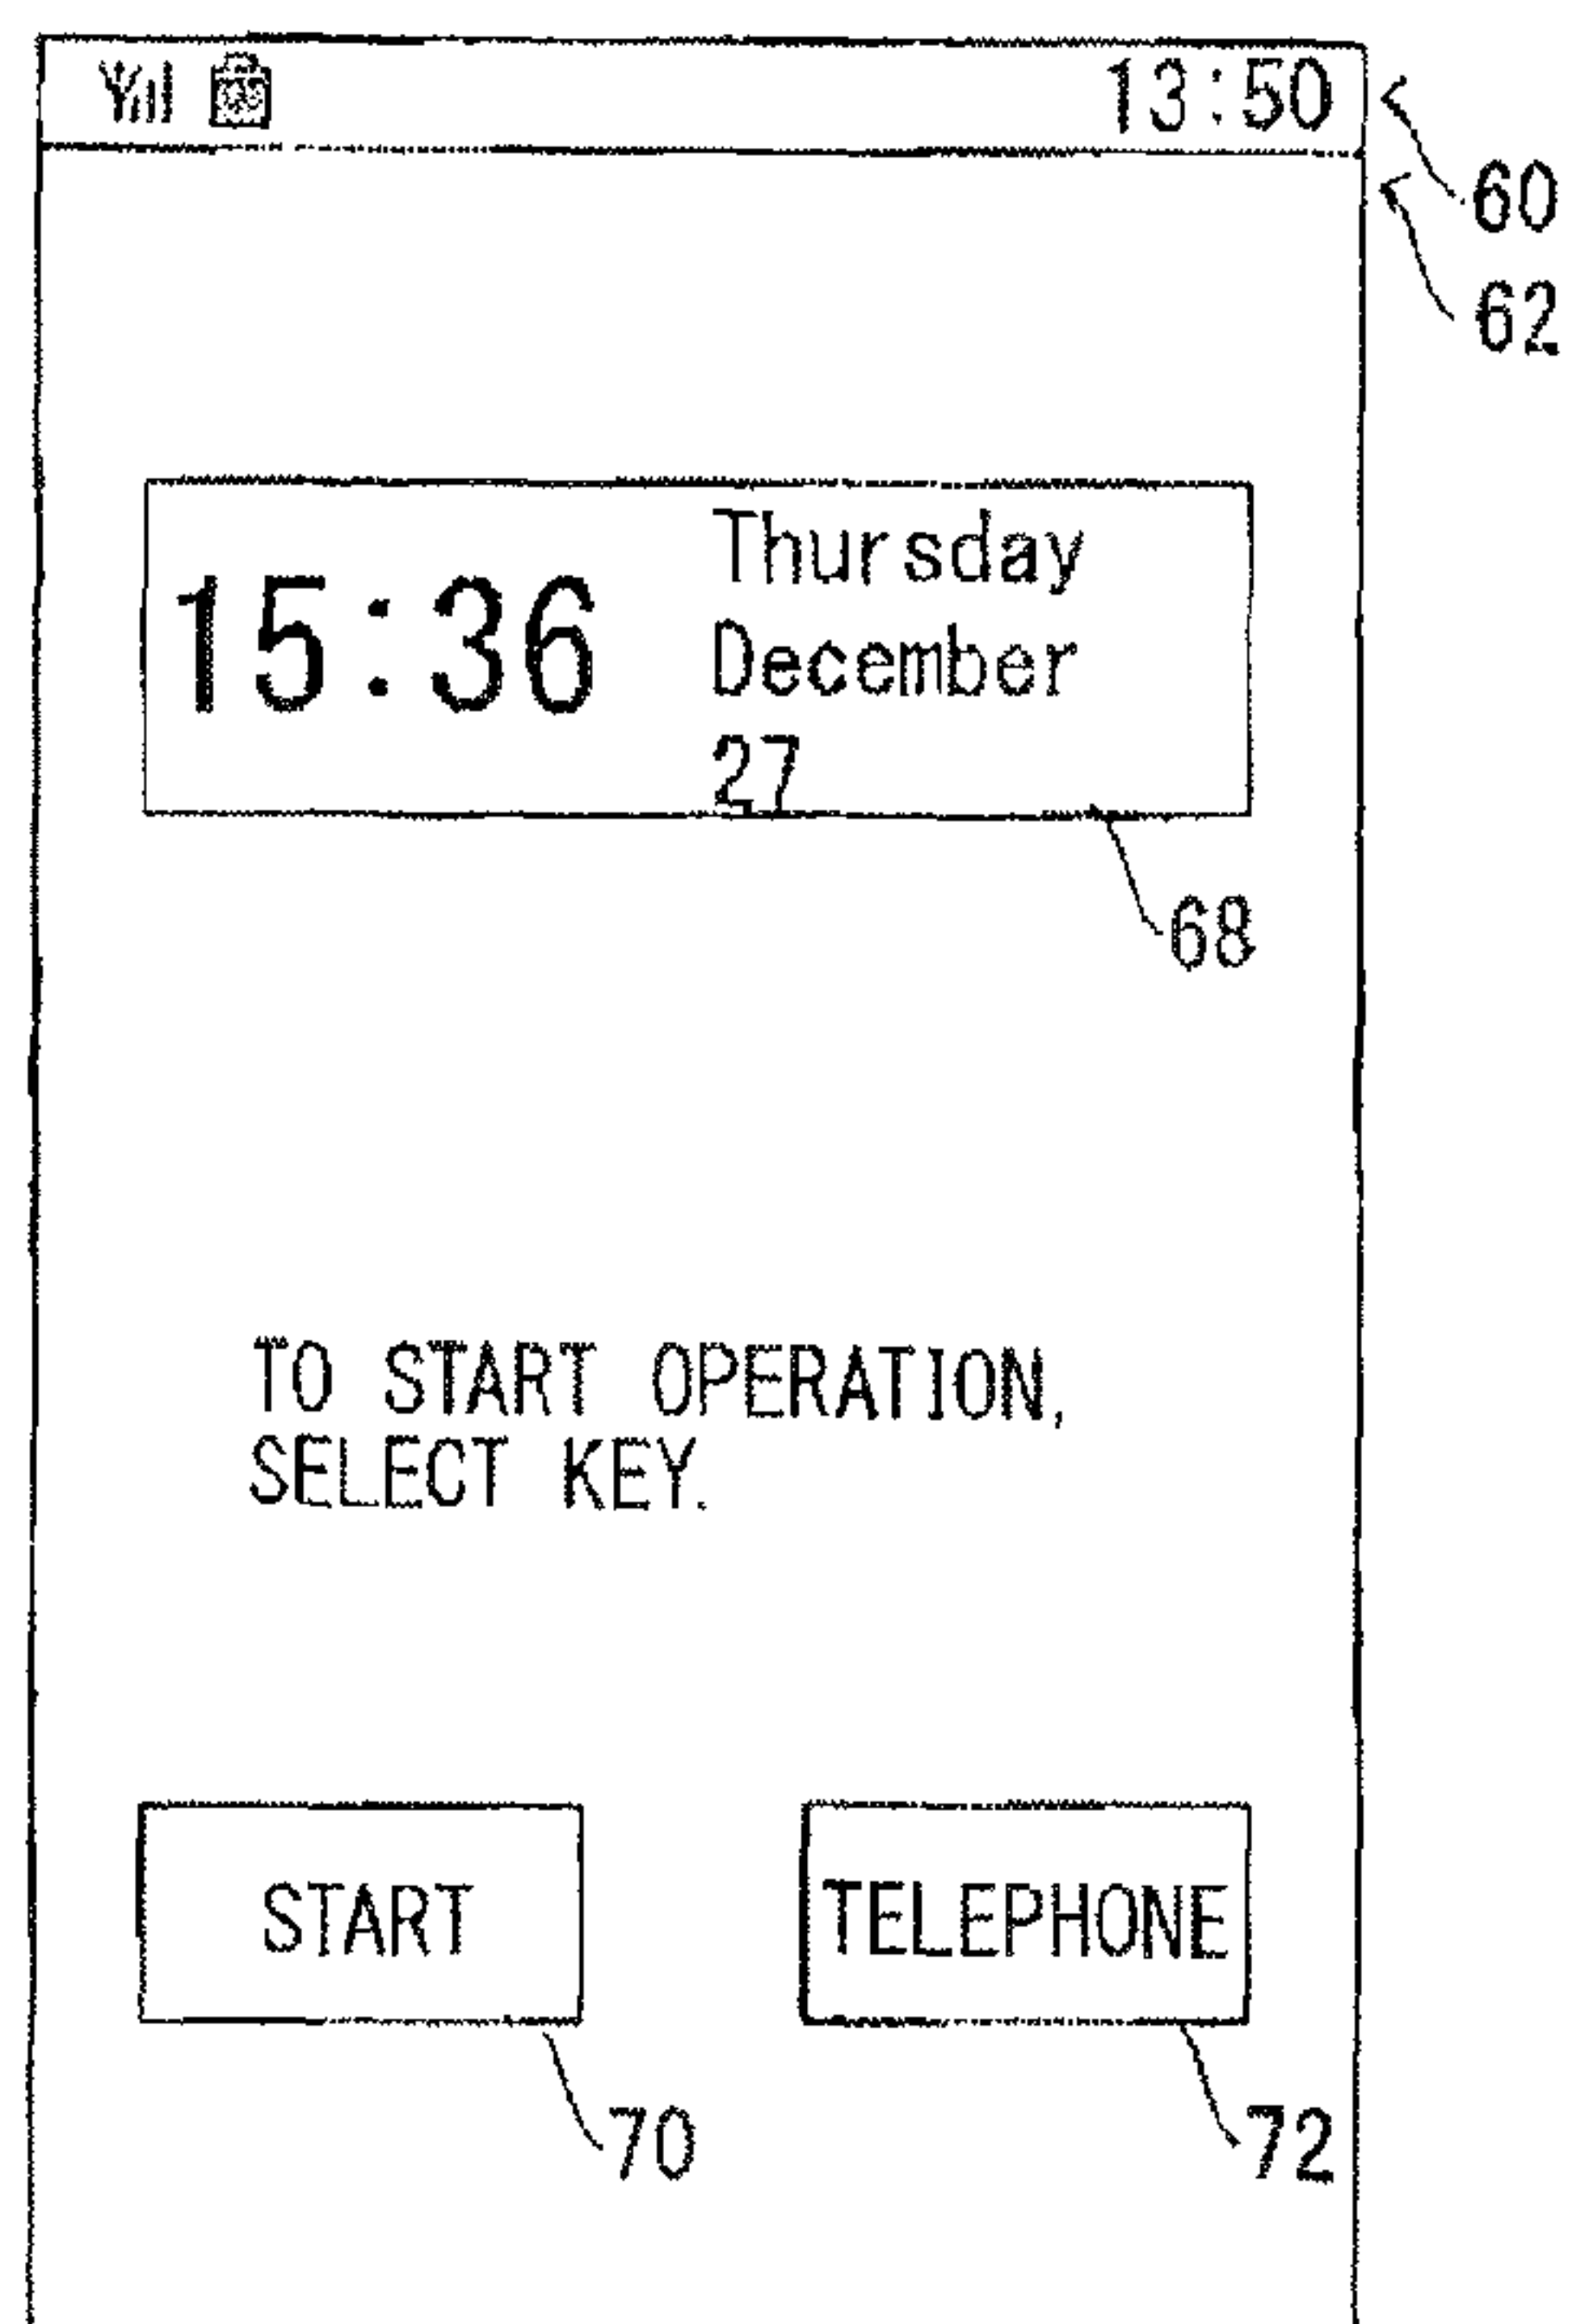 13:50
60
62
Thursday
15:36
December
27
68
TO START OPERATION,
SELECT KEY.
START
TELEPHONE
70
72